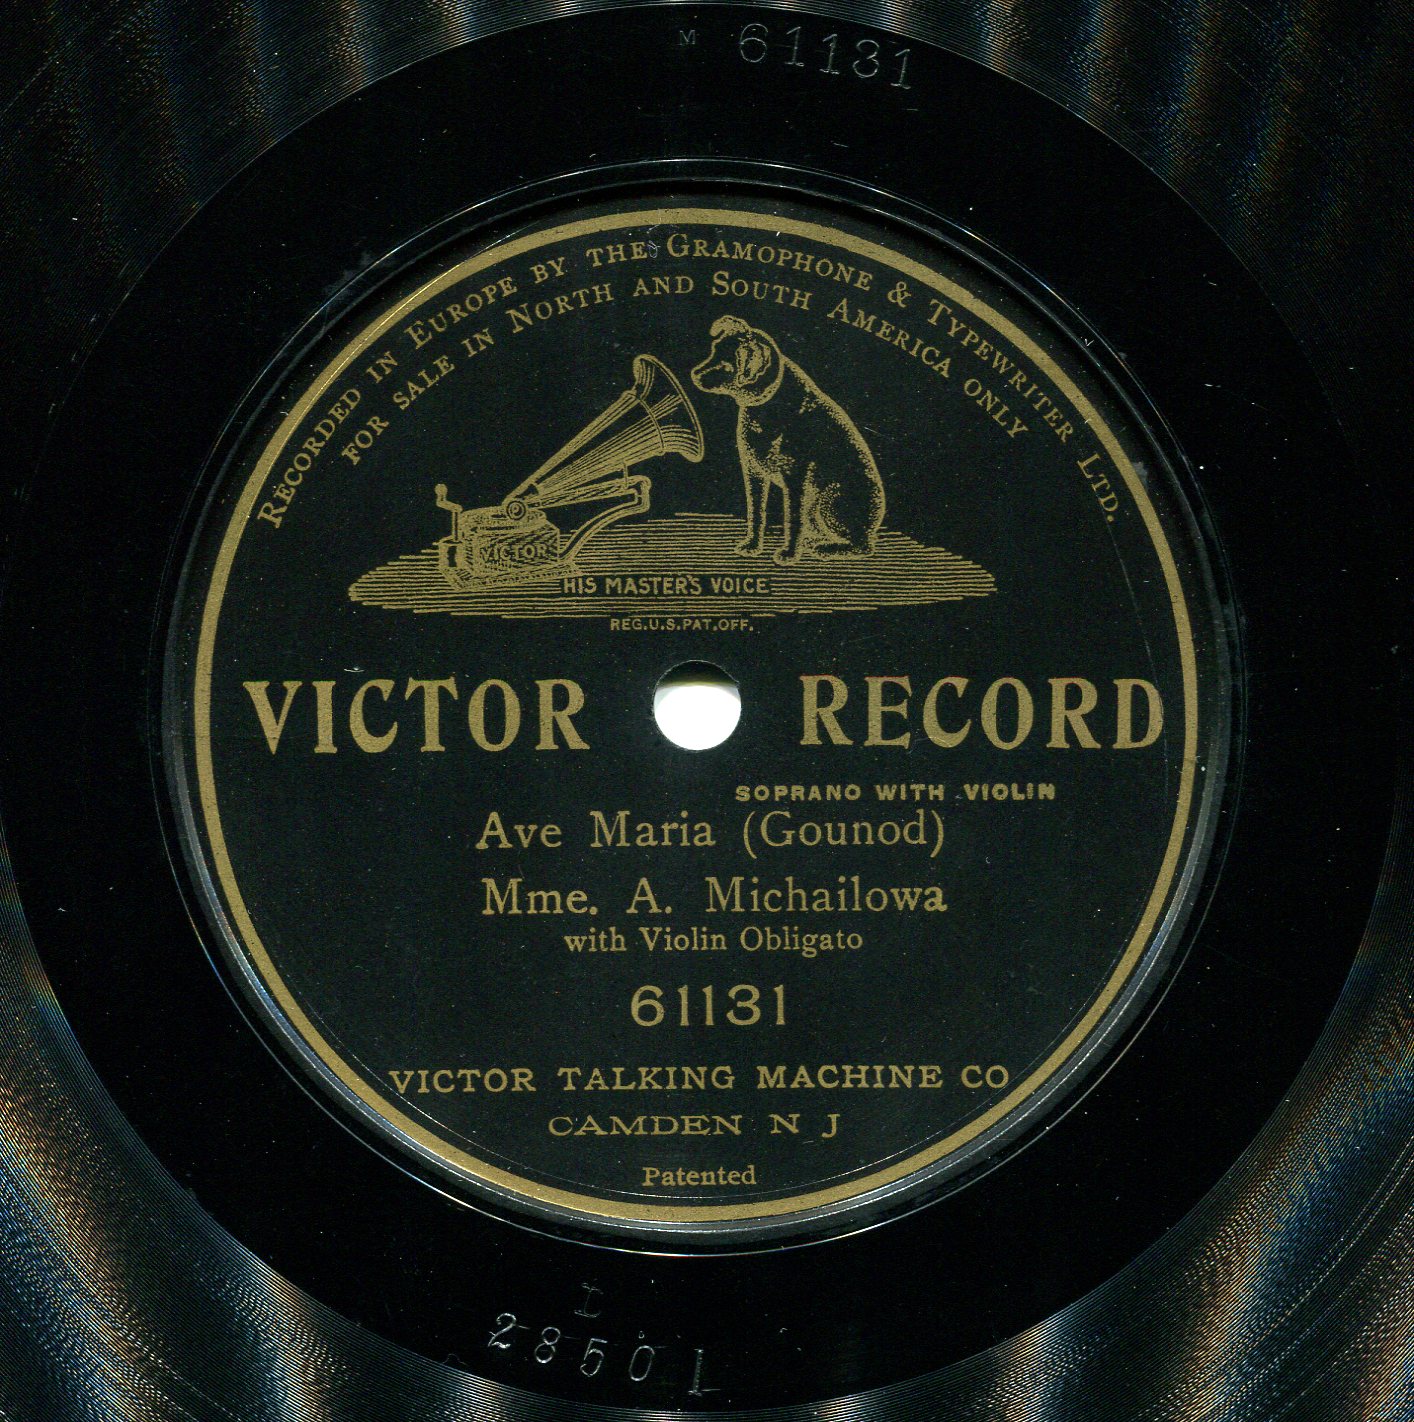 M 61131
RECORDED IN EUROPE BY THE GRAMOPHONE & TYPEWRITER LTD.
FOR SALE IN NORTH AND SOUTH AMERICA ONLY
VICTOR
HIS MASTER'S VOICE
REG.U.S.PAT.OFF.
VICTOR RECORD
SOPRANO WITH VIOLIN
Ave Maria (Gounod)
Mme. A. Michailowa
with Violin Obligato
61131
VICTOR TALKING MACHINE CO
CAMDEN N J
Patented
28501